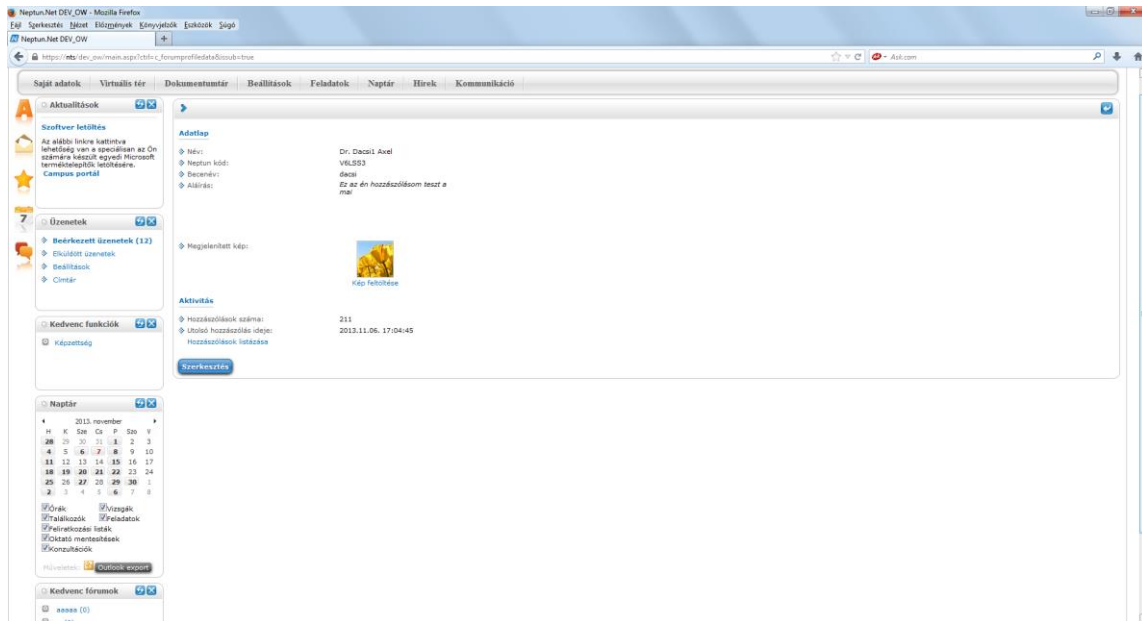 Neptun.Net DEV_OW - Mozilla Firefox
Fájl Szerkesztés Nézet Előzmények Könyvjelzők Eszközök Súgó
Neptun.Net DEV_OW +
https://nts/dev_ow/main.aspx?ctrl=c_forumprofiledata&issub=true
Ask.com
Saját adatok Virtuális tér Dokumentumtár Beállítások Feladatok Naptár Hírek Kommunikáció
Aktualitások
Szoftver letöltés
Az alábbi linkre kattintva
lehetőség van a speciálisan az Ön
számára készült egyedi Microsoft
terméktelepítők letöltésére.
Campus portál
7
Üzenetek
Beérkezett üzenetek (12)
Elküldött üzenetek
Beállítások
Címtár
Kedvenc funkciók
Képzettség
Naptár
2013. november
H K Sze Cs P Szo V
28 29 30 31 1 2 3
4 5 6 7 8 9 10
11 12 13 14 15 16 17
18 19 20 21 22 23 24
25 26 27 28 29 30 1
2 3 4 5 6 7 8
Órák Vizsgák
Találkozók Feladatok
Feliratkozási listák
Oktató mentesítések
Konzultációk
Műveletek: Outlook export
Kedvenc fórumok
aaaaa (0)
Adatlap
Név: Dr. Dacsi1 Axel
Neptun kód: V6LSS3
Becenév: dacsi
Aláírás: Ez az én hozzászólásom teszt a
mai
Megjelenített kép:
Kép feltöltése
Aktivitás
Hozzászólások száma: 211
Utolsó hozzászólás ideje: 2013.11.06. 17:04:45
Hozzászólások listázása
Szerkesztés